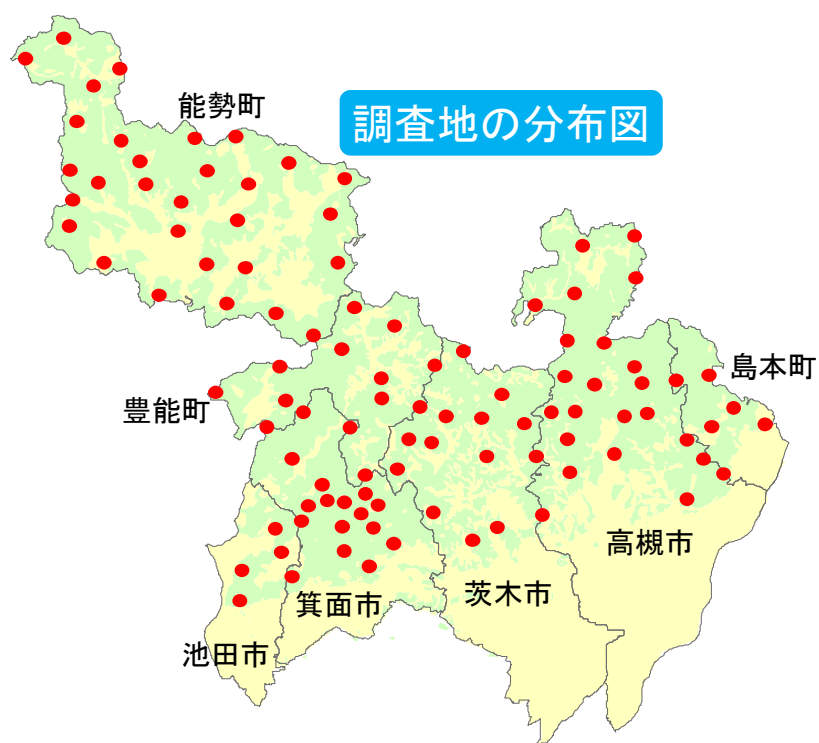 能勢町
調査地の分布図
島本町
豊能町
高槻市
茨木市
箕面市
池田市